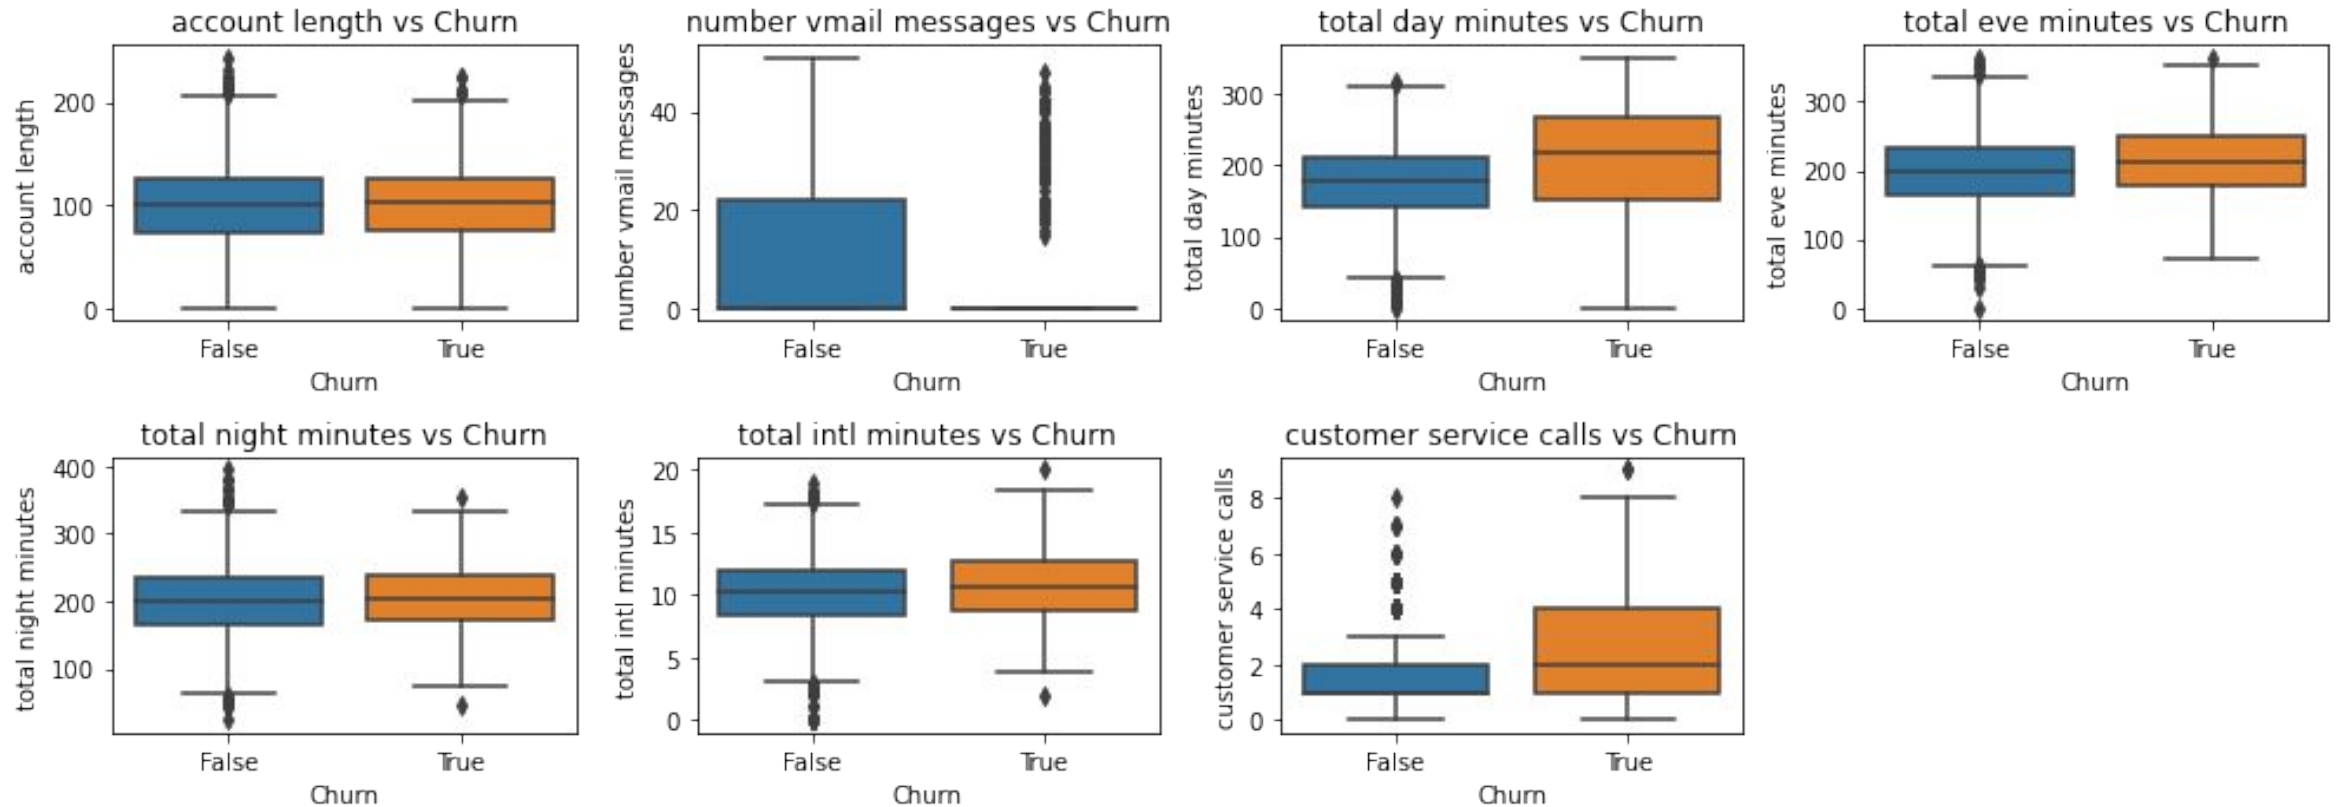 account length vs Churn
account length
200
100
0
False True
Churn
number vmail messages vs Churn
number vmail messages
40
20
0
False True
Churn
total day minutes vs Churn
total day minutes
300
200
100
0
False True
Churn
total eve minutes vs Churn
total eve minutes
300
200
100
0
False True
Churn
total night minutes vs Churn
total night minutes
400
300
200
100
False True
Churn
total intl minutes vs Churn
total intl minutes
20
15
10
5
0
False True
Churn
customer service calls vs Churn
customer service calls
8
6
4
2
0
False True
Churn